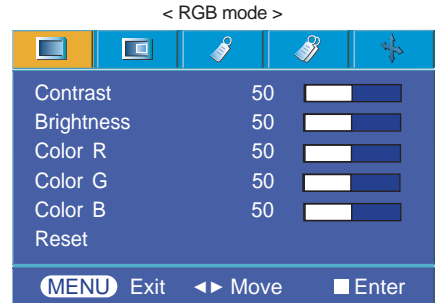 < RGB mode >
Contrast 50
Brightness 50
Color R 50
Color G 50
Color B 50
Reset
MENU Exit ◄► Move ■ Enter